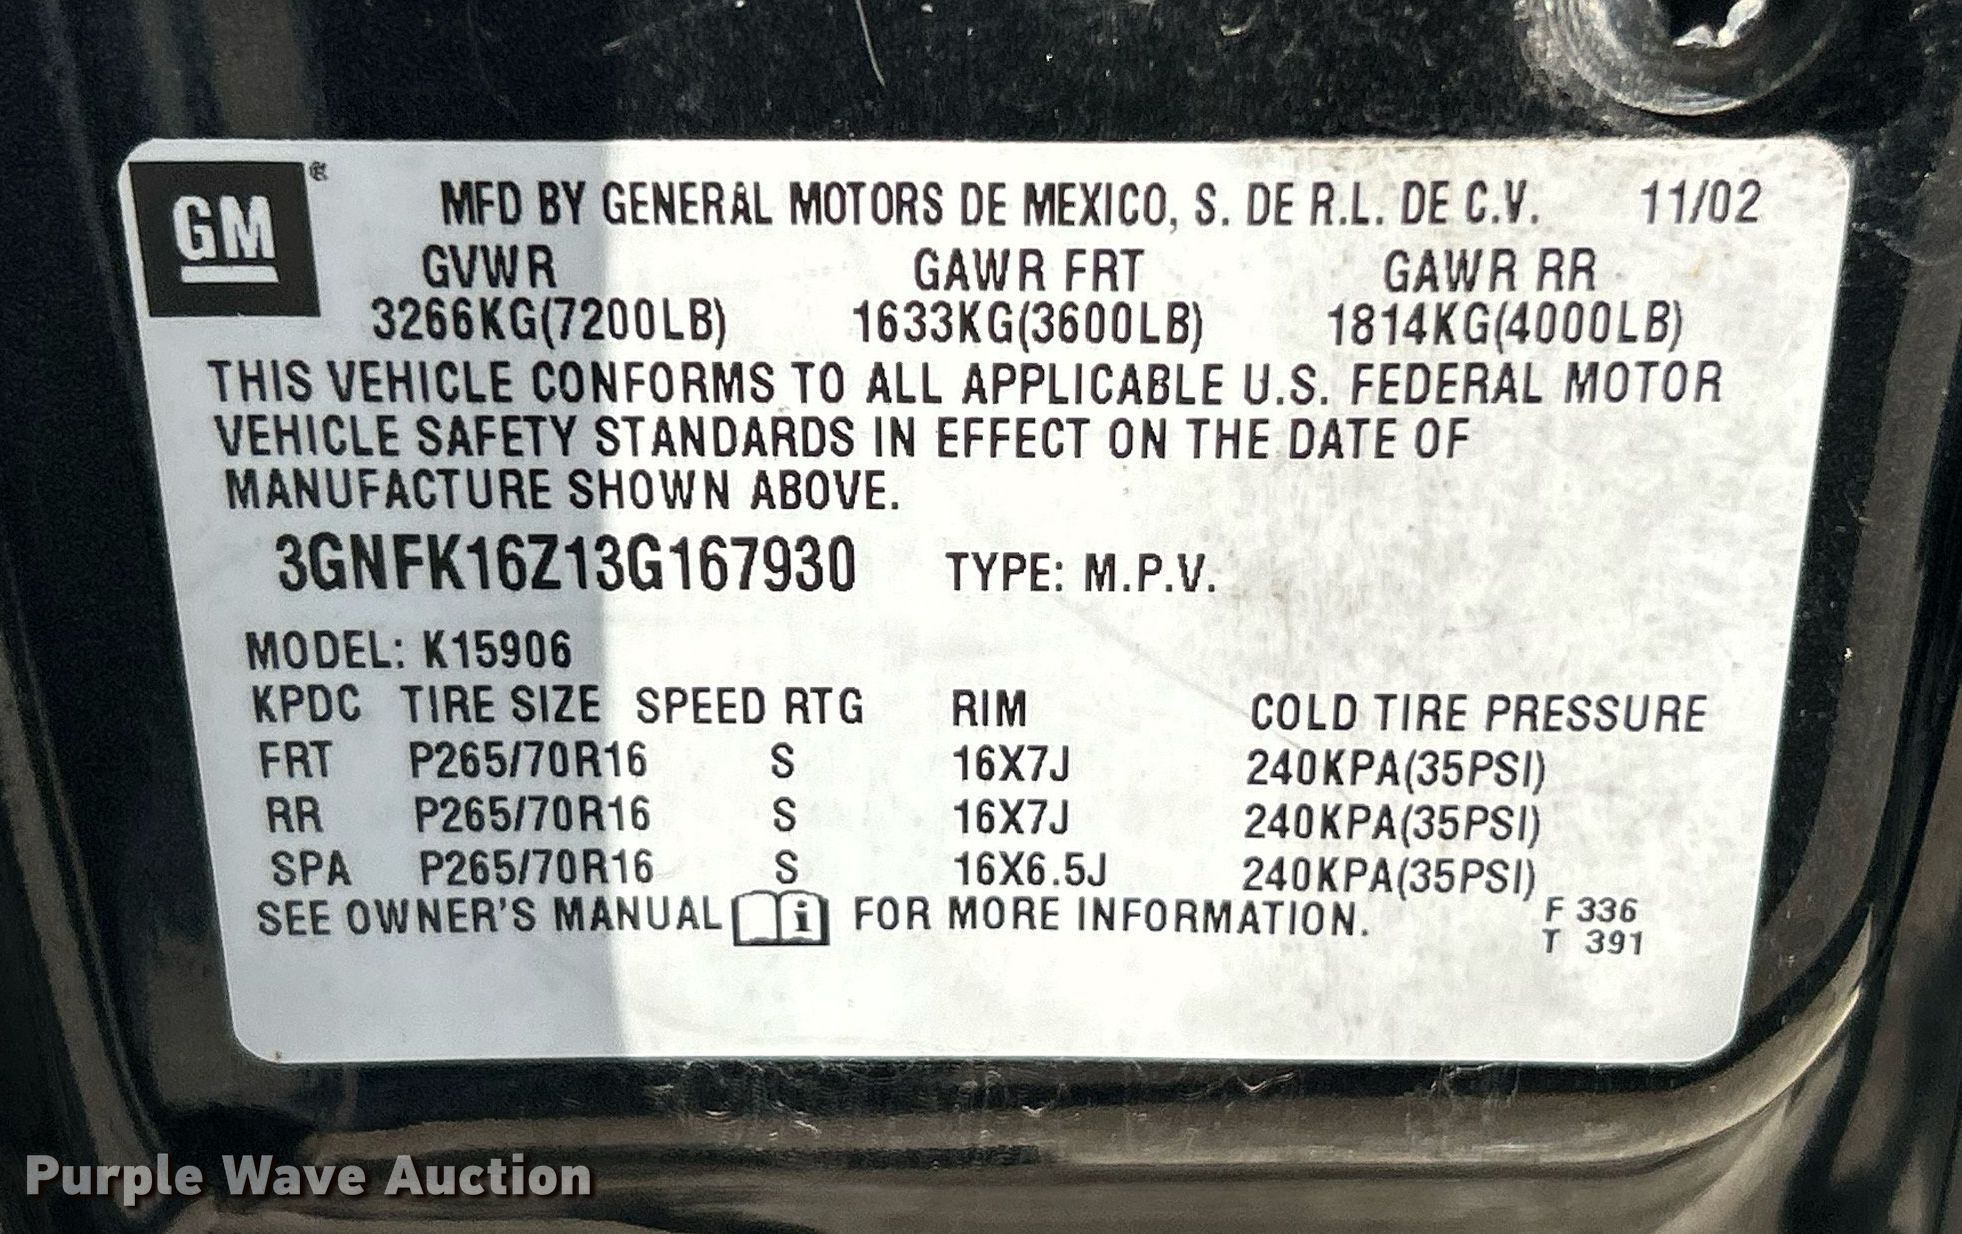 GM ®
MFD BY GENERAL MOTORS DE MEXICO, S. DE R.L. DE C.V. 11/02
GVWR GAWR FRT GAWR RR
3266KG(7200LB) 1633KG(3600LB) 1814KG(4000LB)
THIS VEHICLE CONFORMS TO ALL APPLICABLE U.S. FEDERAL MOTOR
VEHICLE SAFETY STANDARDS IN EFFECT ON THE DATE OF
MANUFACTURE SHOWN ABOVE.
3GNFK16Z13G167930 TYPE: M.P.V.
MODEL: K15906
KPDC TIRE SIZE SPEED RTG RIM COLD TIRE PRESSURE
FRT P265/70R16 S 16X7J 240KPA(35PSI)
RR P265/70R16 S 16X7J 240KPA(35PSI)
SPA P265/70R16 S 16X6.5J 240KPA(35PSI)
SEE OWNER'S MANUAL i FOR MORE INFORMATION.
F 336
T 391
Purple Wave Auction